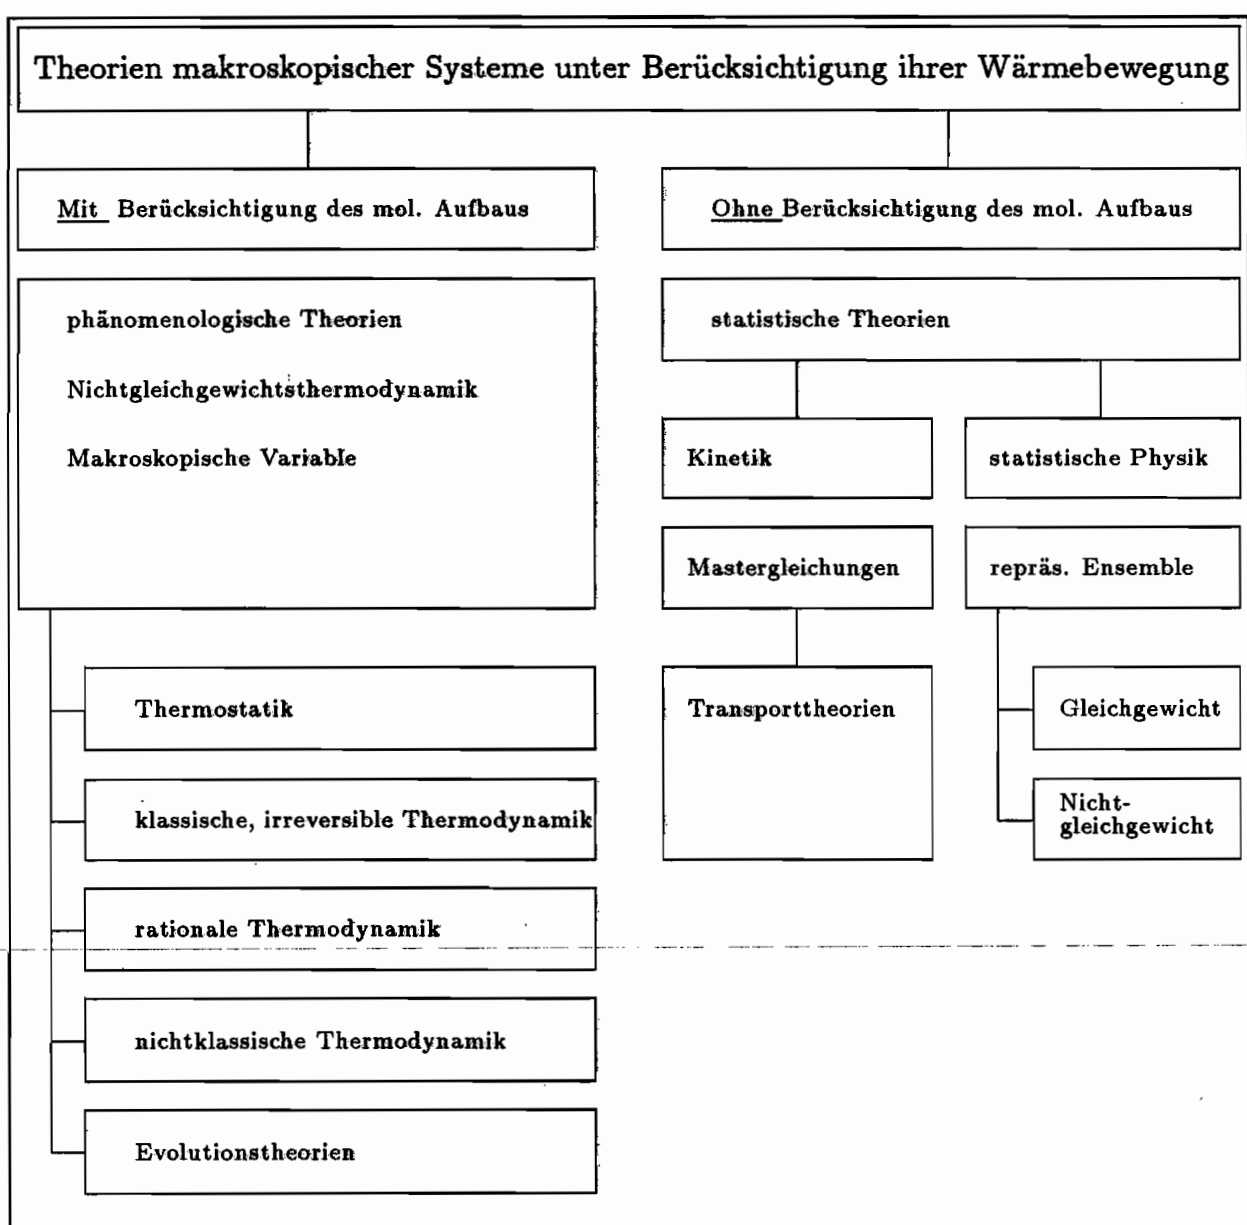 Theorien makroskopischer Systeme unter Berücksichtigung ihrer Wärmebewegung
Mit Berücksichtigung des mol. Aufbaus
phänomenologische Theorien
Nichtgleichgewichtsthermodynamik
Makroskopische Variable
Thermostatik
klassische, irreversible Thermodynamik
rationale Thermodynamik
nichtklassische Thermodynamik
Evolutionstheorien
Ohne Berücksichtigung des mol. Aufbaus
statistische Theorien
Kinetik
Mastergleichungen
Transporttheorien
statistische Physik
repräs. Ensemble
Gleichgewicht
Nicht-
gleichgewicht